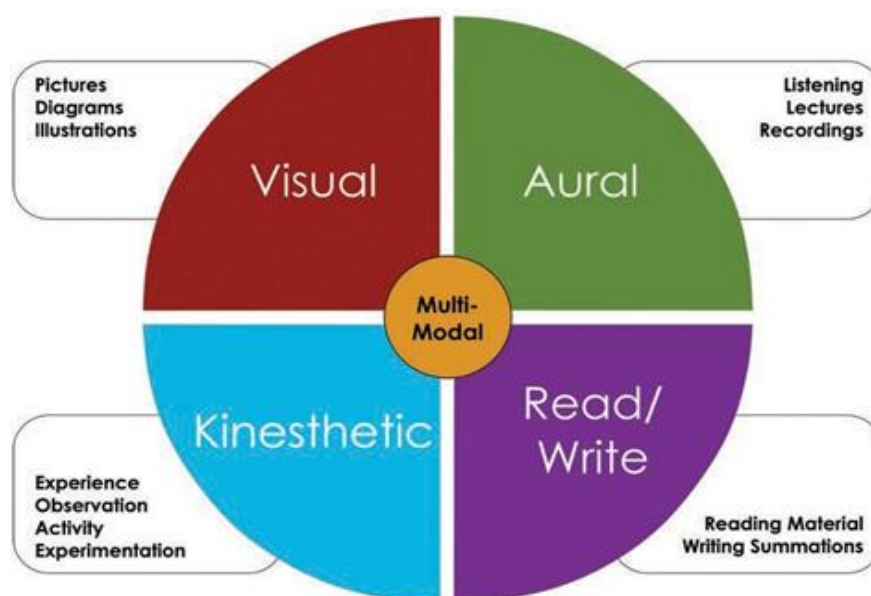 Pictures
Diagrams
Illustrations
Visual
Aural
Listening
Lectures
Recordings
Multi-
Modal
Kinesthetic
Experience
Observation
Activity
Experimentation
Read/
Write
Reading Material
Writing Summations